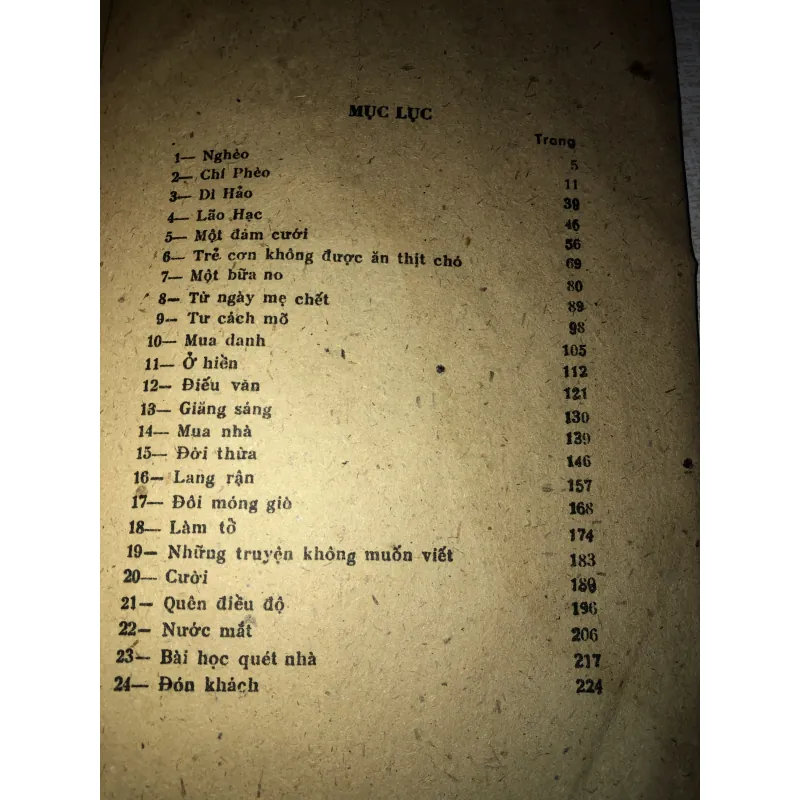 MỤC LỤC
Trang
1— Nghèo 5
2— Chí Phèo 11
3— Dì Hảo 39
4— Lão Hạc 46
5— Một đám cưới 56
6— Trẻ con không được ăn thịt chó 69
7— Một bữa no 80
8— Từ ngày mẹ chết 89
9— Tư cách mõ 98
10— Mua danh 105
11— Ở hiền 112
12— Điếu văn 121
13— Giăng sáng 130
14— Mua nhà 139
15— Đời thừa 146
16— Lang rận 157
17— Đôi móng giò 168
18— Làm tổ 174
19— Những truyện không muốn viết 183
20— Cười 189
21— Quên điều độ 196
22— Nước mắt 206
23— Bài học quét nhà 217
24— Đón khách 224